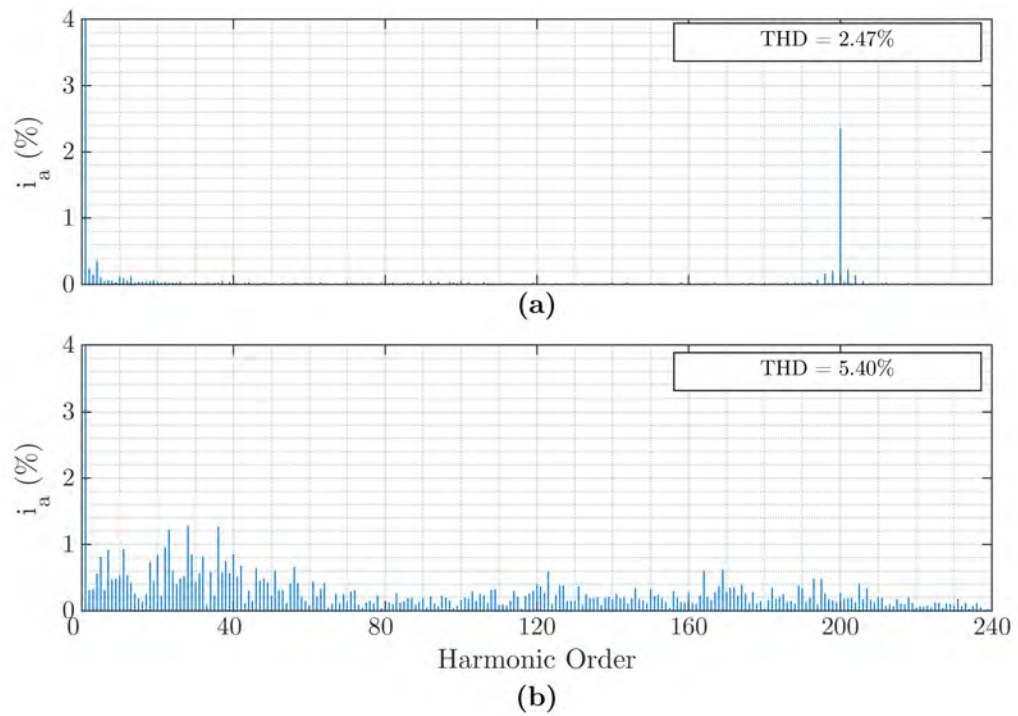 4
THD = 2.47%
3
i_a (%)
2
1
0
(a)
4
THD = 5.40%
3
i_a (%)
2
1
0
0 40 80 120 160 200 240
Harmonic Order
(b)